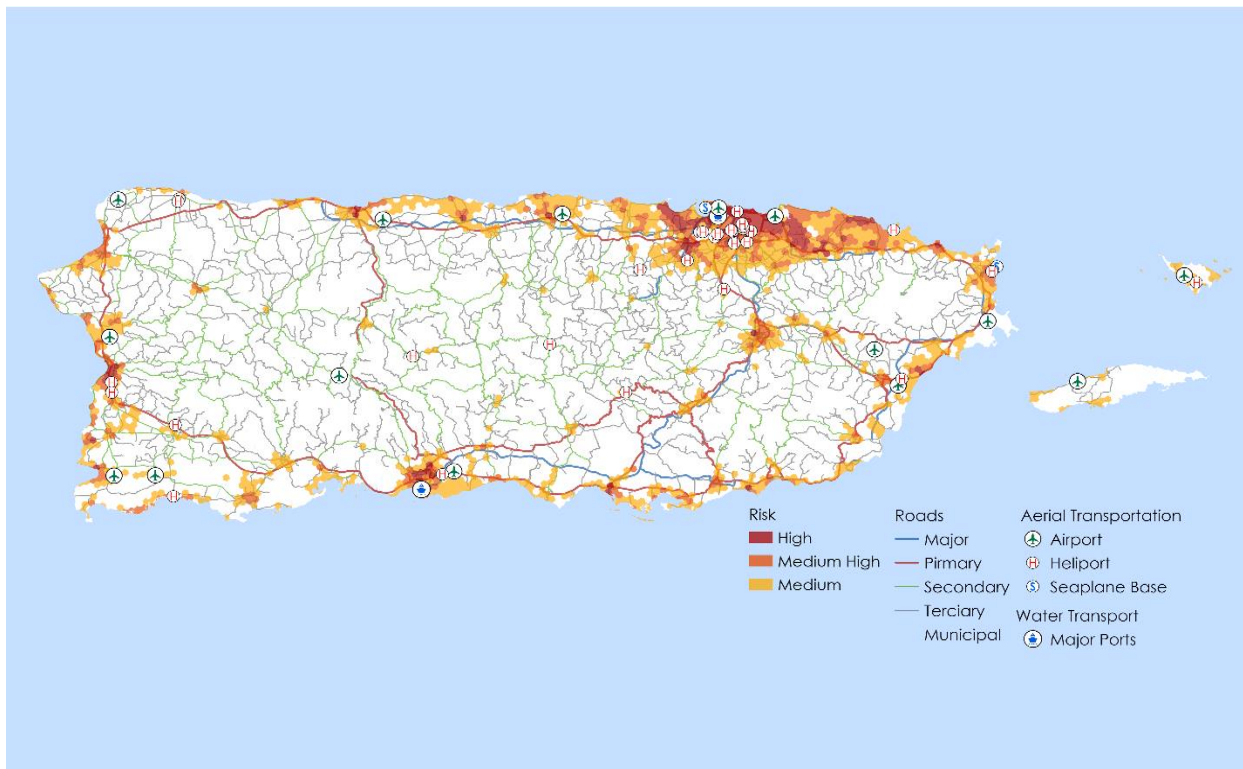 Risk
High
Medium High
Medium
Roads
Major
Pirmary
Secondary
Terciary
Municipal
Aerial Transportation
Airport
H Heliport
S Seaplane Base
Water Transport
Major Ports